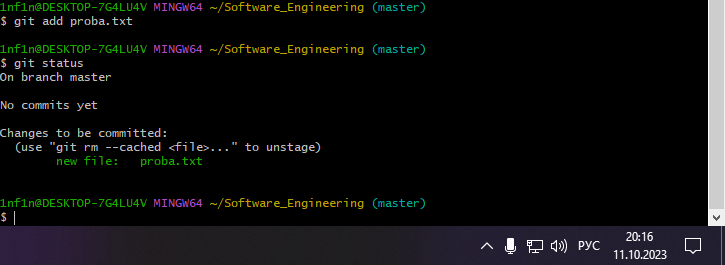 1nf1n@DESKTOP-7G4LU4V MINGW64 ~/Software_Engineering (master)
$ git add proba.txt
1nf1n@DESKTOP-7G4LU4V MINGW64 ~/Software_Engineering (master)
$ git status
On branch master
No commits yet
Changes to be committed:
  (use "git rm --cached <file>..." to unstage)
        new file:   proba.txt
1nf1n@DESKTOP-7G4LU4V MINGW64 ~/Software_Engineering (master)
$
РУС
20:16
11.10.2023